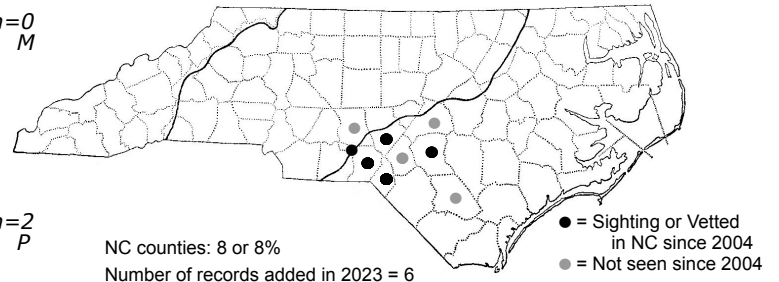 n=0
M
n=2
P
NC counties: 8 or 8%
Number of records added in 2023 = 6
● = Sighting or Vetted
in NC since 2004
● = Not seen since 2004